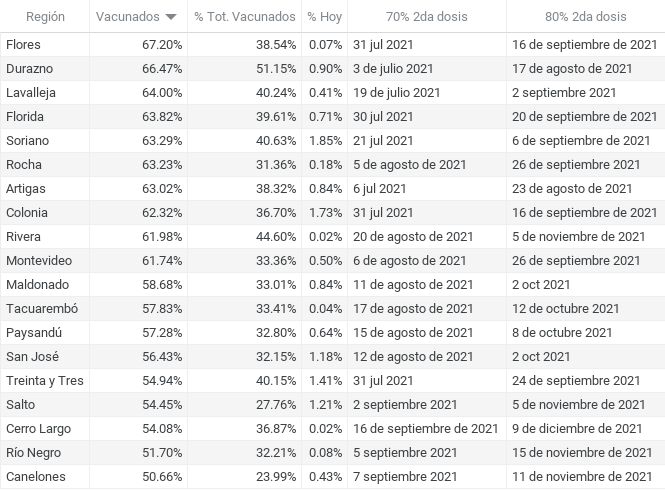 Región Vacunados % Tot. Vacunados % Hoy 70% 2da dosis 80% 2da dosis
Flores 67.20% 38.54% 0.07% 31 jul 2021 16 de septiembre de 2021
Durazno 66.47% 51.15% 0.90% 3 de julio 2021 17 de agosto de 2021
Lavalleja 64.00% 40.24% 0.41% 19 de julio 2021 2 septiembre 2021
Florida 63.82% 39.61% 0.71% 30 jul 2021 20 de septiembre de 2021
Soriano 63.29% 40.63% 1.85% 21 jul 2021 6 de septiembre de 2021
Rocha 63.23% 31.36% 0.18% 5 de agosto de 2021 26 de septiembre 2021
Artigas 63.02% 38.32% 0.84% 6 jul 2021 23 de agosto de 2021
Colonia 62.32% 36.70% 1.73% 31 jul 2021 16 de septiembre de 2021
Rivera 61.98% 44.60% 0.02% 20 de agosto de 2021 5 de noviembre de 2021
Montevideo 61.74% 33.36% 0.50% 6 de agosto de 2021 26 de septiembre 2021
Maldonado 58.68% 33.01% 0.84% 11 de agosto de 2021 2 oct 2021
Tacuarembó 57.83% 33.41% 0.04% 17 de agosto de 2021 12 de octubre 2021
Paysandú 57.28% 32.80% 0.64% 15 de agosto de 2021 8 de octubre 2021
San José 56.43% 32.15% 1.18% 12 de agosto de 2021 2 oct 2021
Treinta y Tres 54.94% 40.15% 1.41% 31 jul 2021 24 de septiembre 2021
Salto 54.45% 27.76% 1.21% 2 septiembre 2021 5 de noviembre de 2021
Cerro Largo 54.08% 36.87% 0.02% 16 de septiembre de 2021 9 de diciembre de 2021
Río Negro 51.70% 32.21% 0.08% 5 septiembre 2021 15 de noviembre de 2021
Canelones 50.66% 23.99% 0.43% 7 septiembre 2021 11 de noviembre de 2021